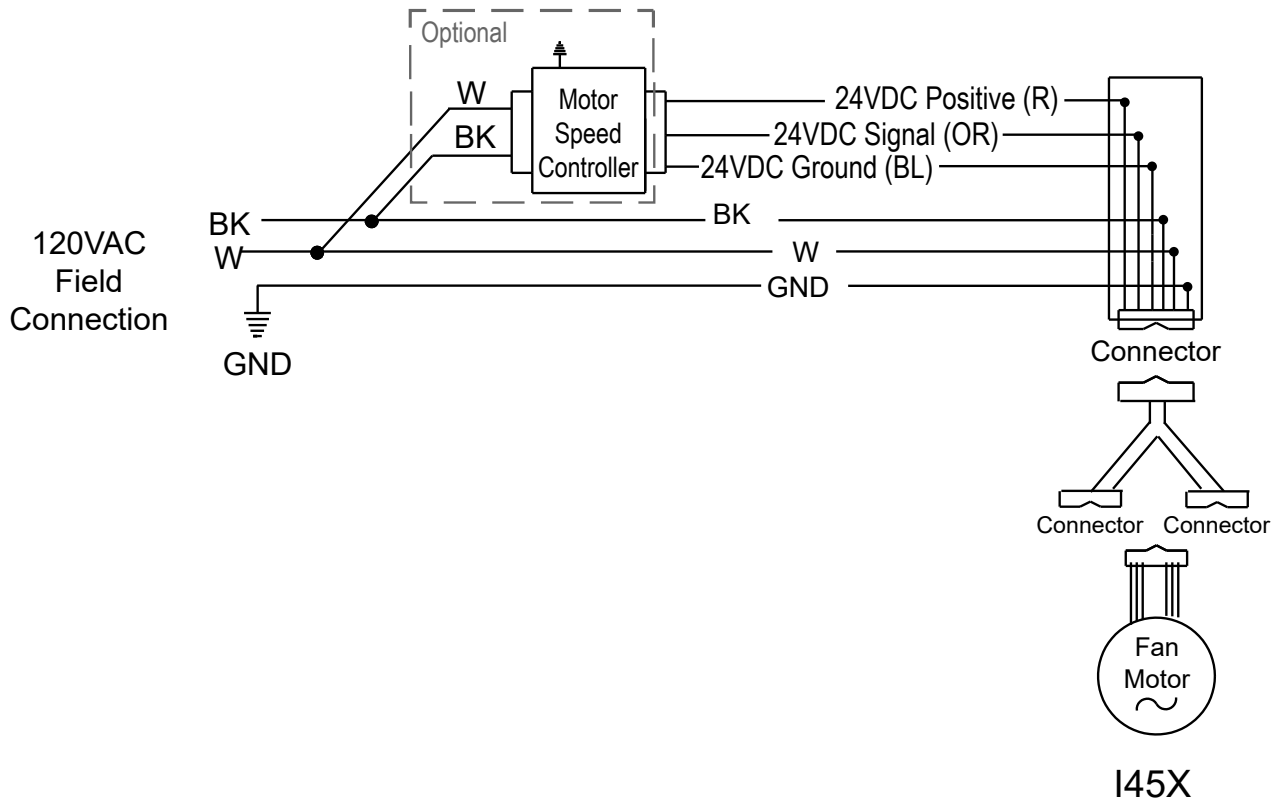 Optional
W
BK
Motor
Speed
Controller
24VDC Positive (R)
24VDC Signal (OR)
24VDC Ground (BL)
120VAC
Field
Connection
BK
W
GND
BK
W
GND
Connector
Connector
Connector
Fan
Motor
I45X